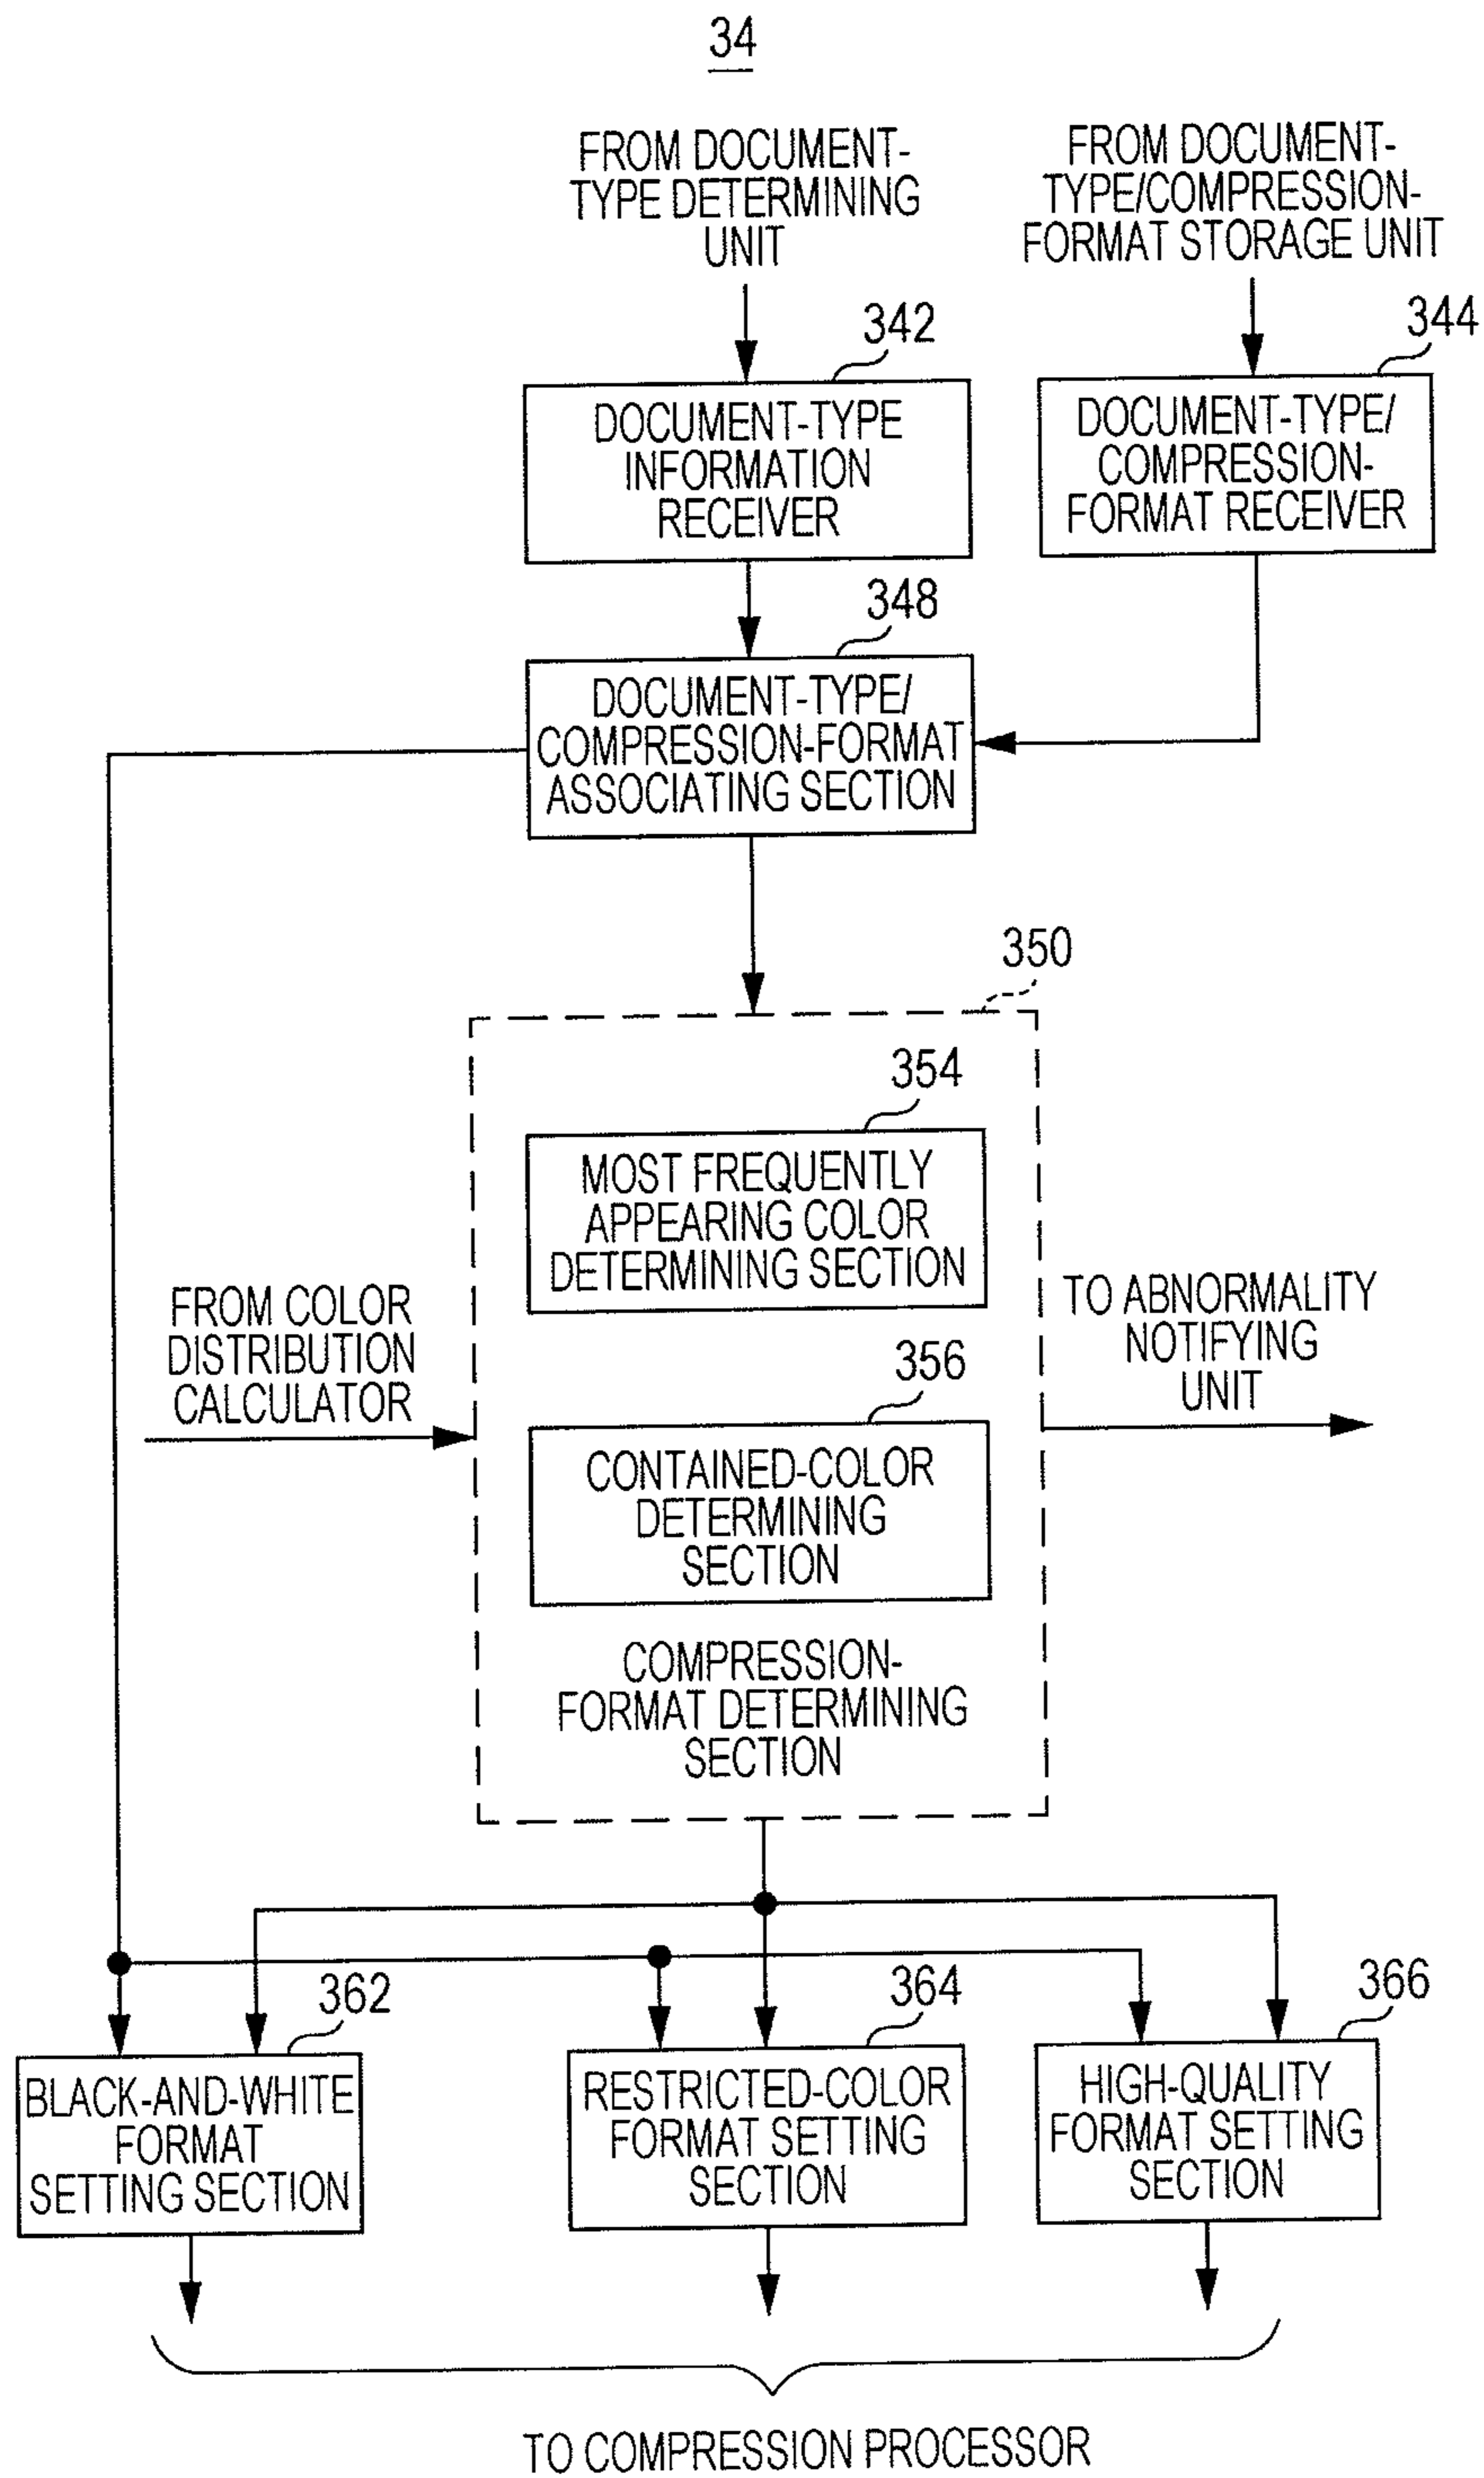 34
FROM DOCUMENT-
TYPE DETERMINING
UNIT
FROM DOCUMENT-
TYPE/COMPRESSION-
FORMAT STORAGE UNIT
342
DOCUMENT-TYPE
INFORMATION
RECEIVER
344
DOCUMENT-TYPE/
COMPRESSION-
FORMAT RECEIVER
348
DOCUMENT-TYPE/
COMPRESSION-FORMAT
ASSOCIATING SECTION
350
354
MOST FREQUENTLY
APPEARING COLOR
DETERMINING SECTION
FROM COLOR
DISTRIBUTION
CALCULATOR
TO ABNORMALITY
NOTIFYING
UNIT
356
CONTAINED-COLOR
DETERMINING
SECTION
COMPRESSION-
FORMAT DETERMINING
SECTION
362
BLACK-AND-WHITE
FORMAT
SETTING SECTION
364
RESTRICTED-COLOR
FORMAT SETTING
SECTION
366
HIGH-QUALITY
FORMAT SETTING
SECTION
TO COMPRESSION PROCESSOR